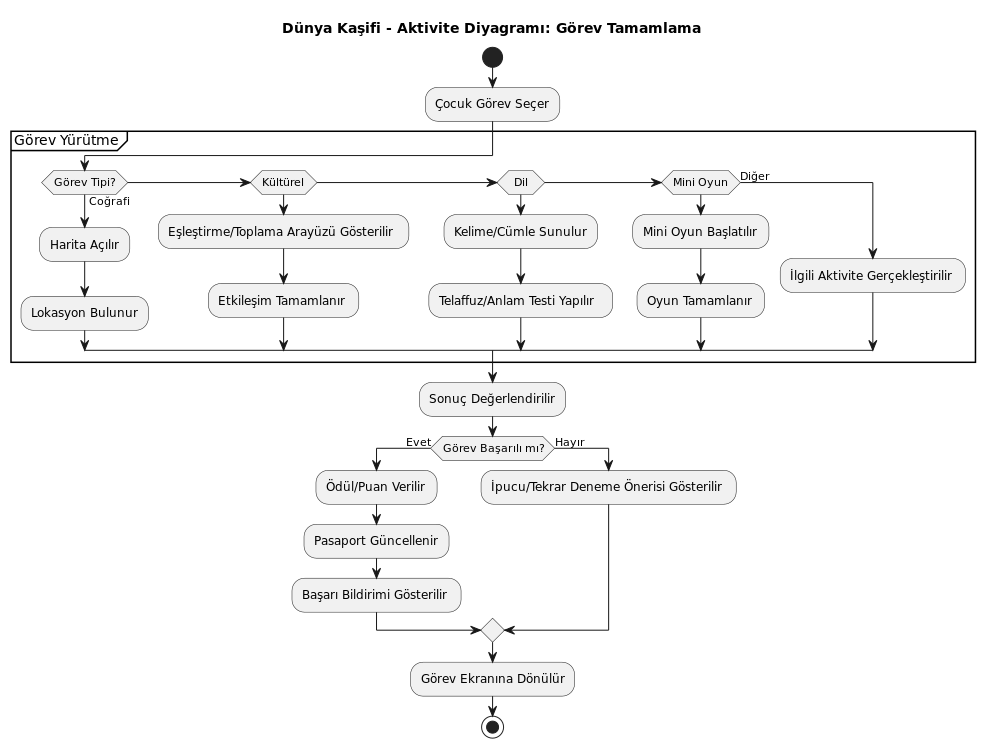 Dünya Kaşifi - Aktivite Diyagramı: Görev Tamamlama
Çocuk Görev Seçer
Görev Yürütme
Görev Tipi?
Kültürel
Dil
Mini Oyun
Diğer
Coğrafi
Harita Açılır
Eşleştirme/Toplama Arayüzü Gösterilir
Kelime/Cümle Sunulur
Mini Oyun Başlatılır
İlgili Aktivite Gerçekleştirilir
Lokasyon Bulunur
Etkileşim Tamamlanır
Telaffuz/Anlam Testi Yapılır
Oyun Tamamlanır
Sonuç Değerlendirilir
Evet
Görev Başarılı mı?
Hayır
Ödül/Puan Verilir
İpucu/Tekrar Deneme Önerisi Gösterilir
Pasaport Güncellenir
Başarı Bildirimi Gösterilir
Görev Ekranına Dönülür